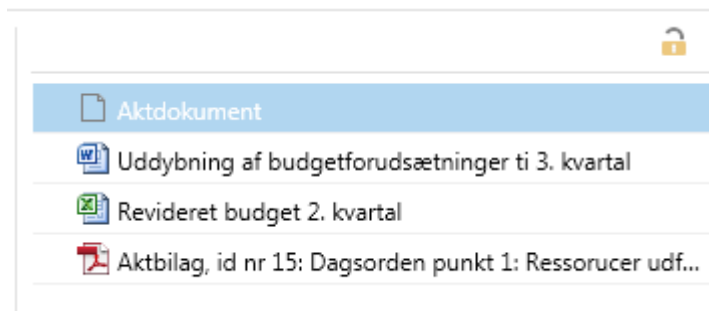 Aktdokument
Uddybning af budgetforudsætninger ti 3. kvartal
Revideret budget 2. kvartal
Aktbilag, id nr 15: Dagsorden punkt 1: Ressorucer udf...